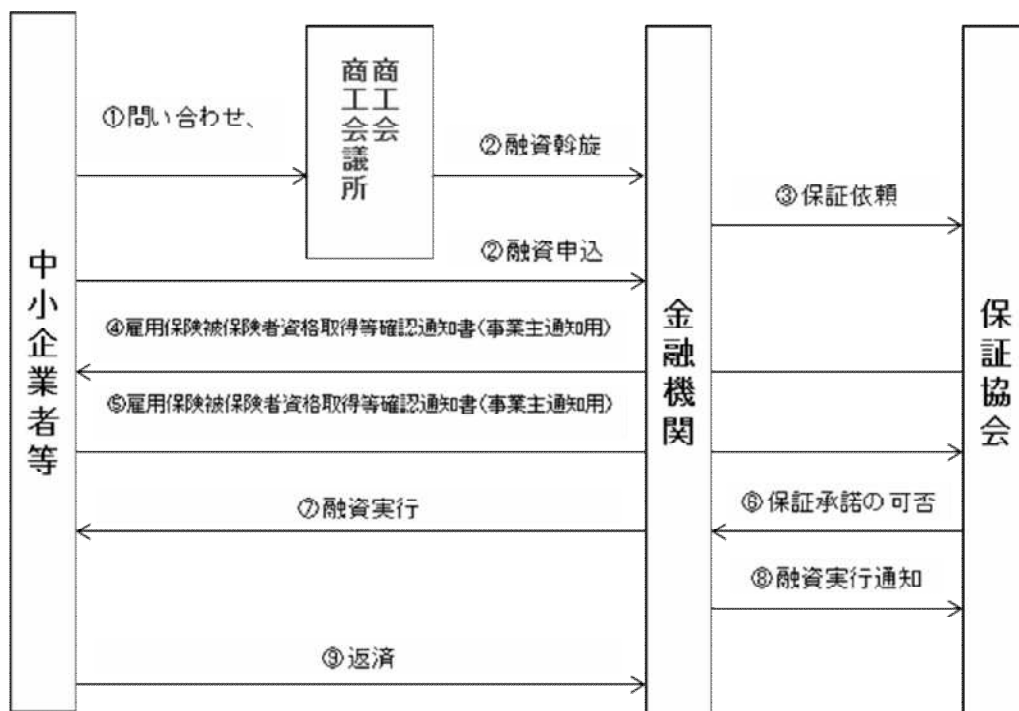 商工会
商工会議所
①問い合わせ、
②融資斡旋
③保証依頼
②融資申込
中小企業者等
金融機関
保証協会
④雇用保険被保険者資格取得等確認通知書(事業主通知用)
⑤雇用保険被保険者資格取得等確認通知書(事業主通知用)
⑦融資実行
⑥保証承諾の可否
⑧融資実行通知
⑨返済